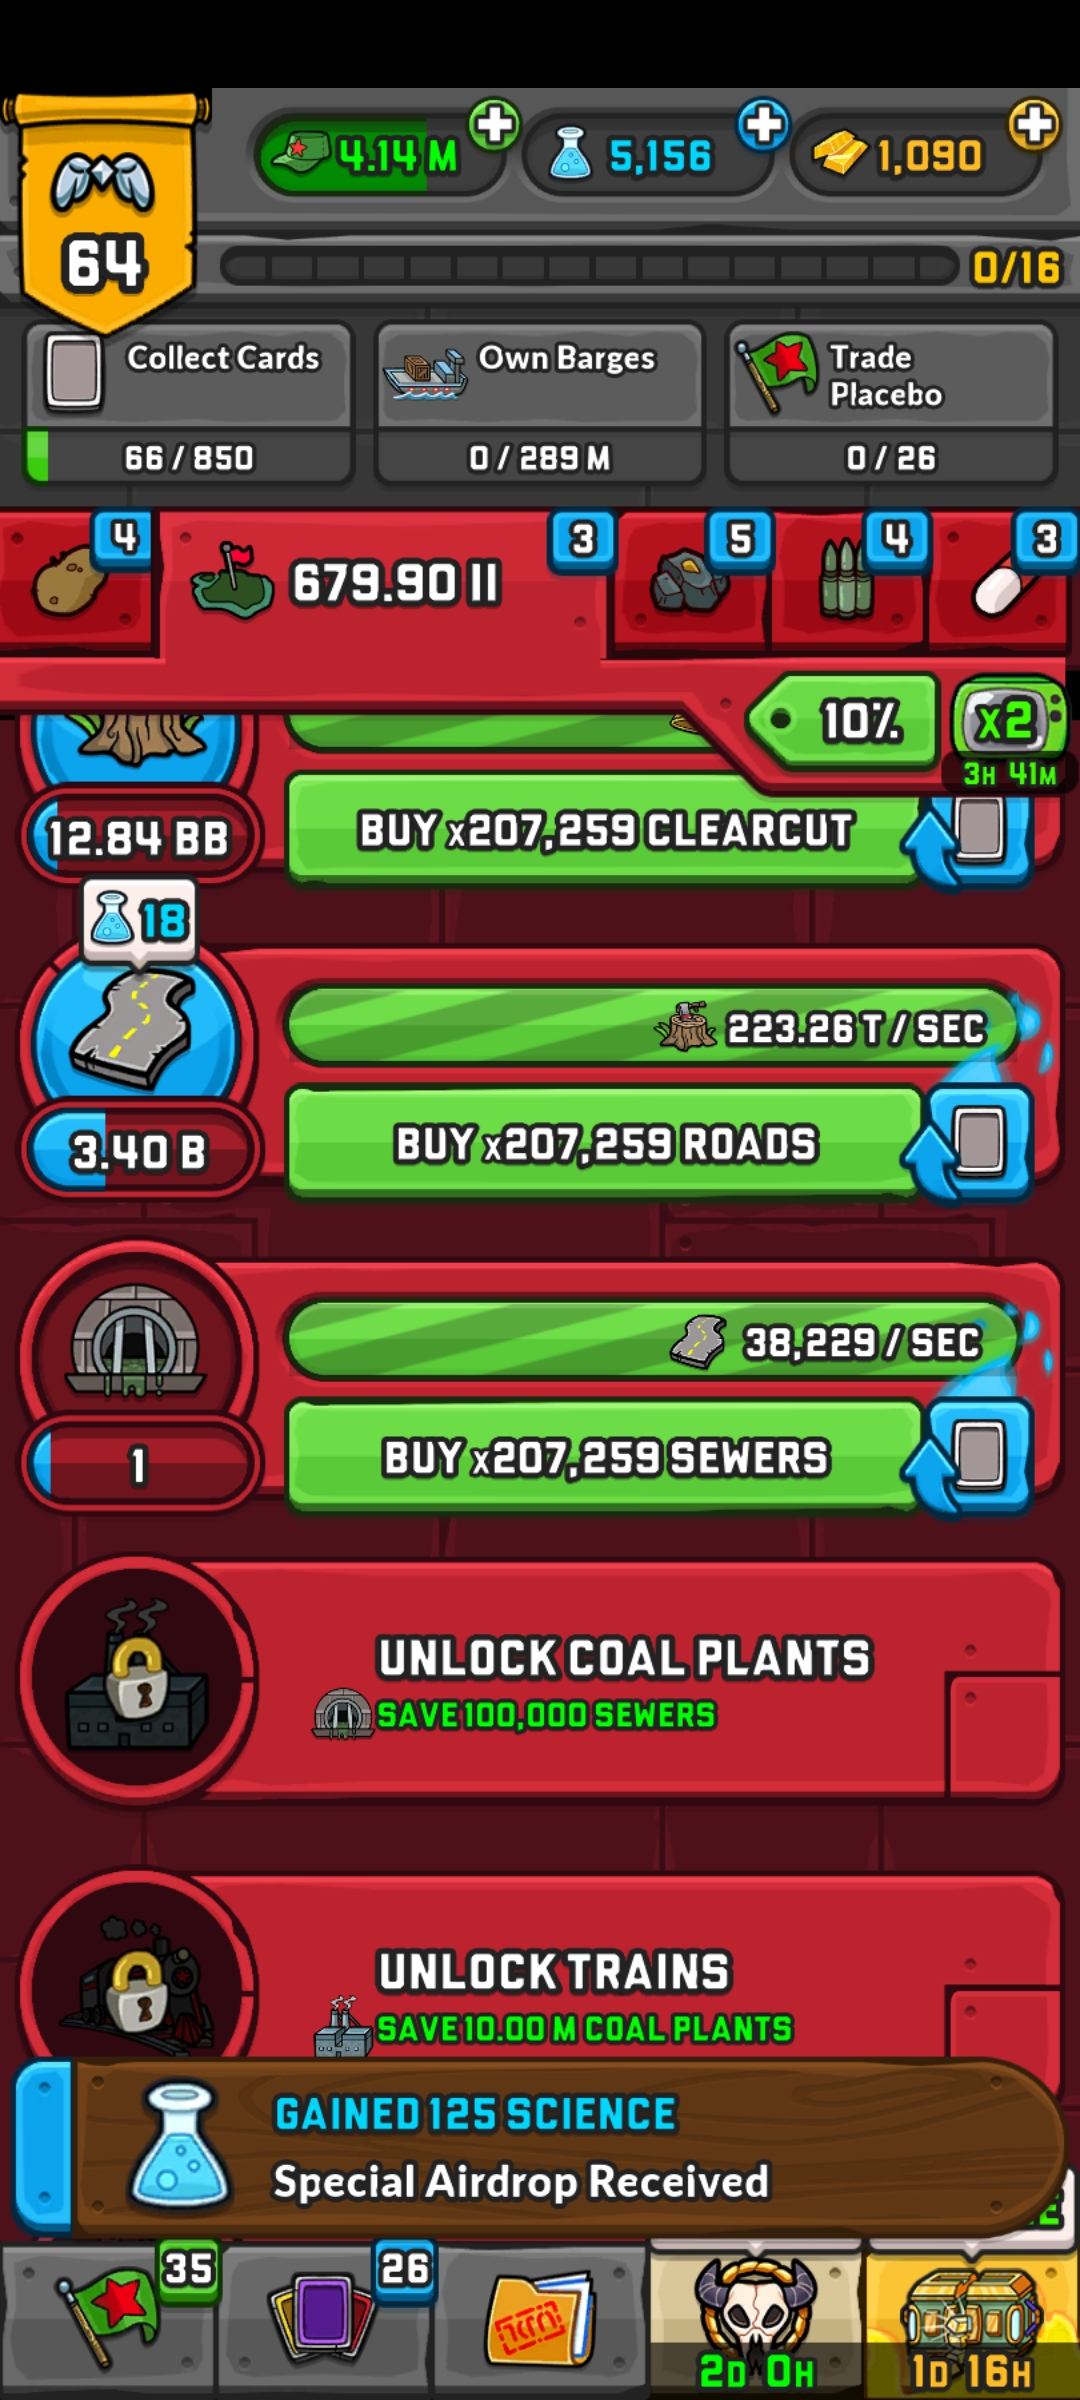 4.14 M
5,156
1,090
64
0/16
Collect Cards
66 / 850
Own Barges
0 / 289 M
Trade
Placebo
0 / 26
4
679.90 II
3
5
4
3
10%
x2
3H 41M
12.84 BB
BUY x207,259 CLEARCUT
18
223.26 T / SEC
3.40 B
BUY x207,259 ROADS
38,229 / SEC
1
BUY x207,259 SEWERS
UNLOCK COAL PLANTS
SAVE 100,000 SEWERS
UNLOCK TRAINS
SAVE 10.00 M COAL PLANTS
GAINED 125 SCIENCE
Special Airdrop Received
35
26
2D 0H
1D 16H